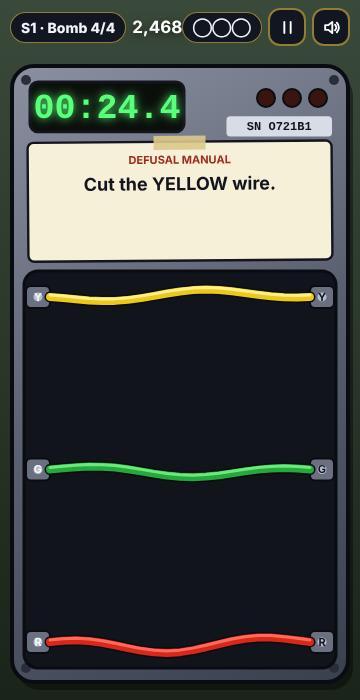 S1 · Bomb 4/4 2,468
00:24.4
SN O721B1
DEFUSAL MANUAL
Cut the YELLOW wire.
Y Y
G G
R R